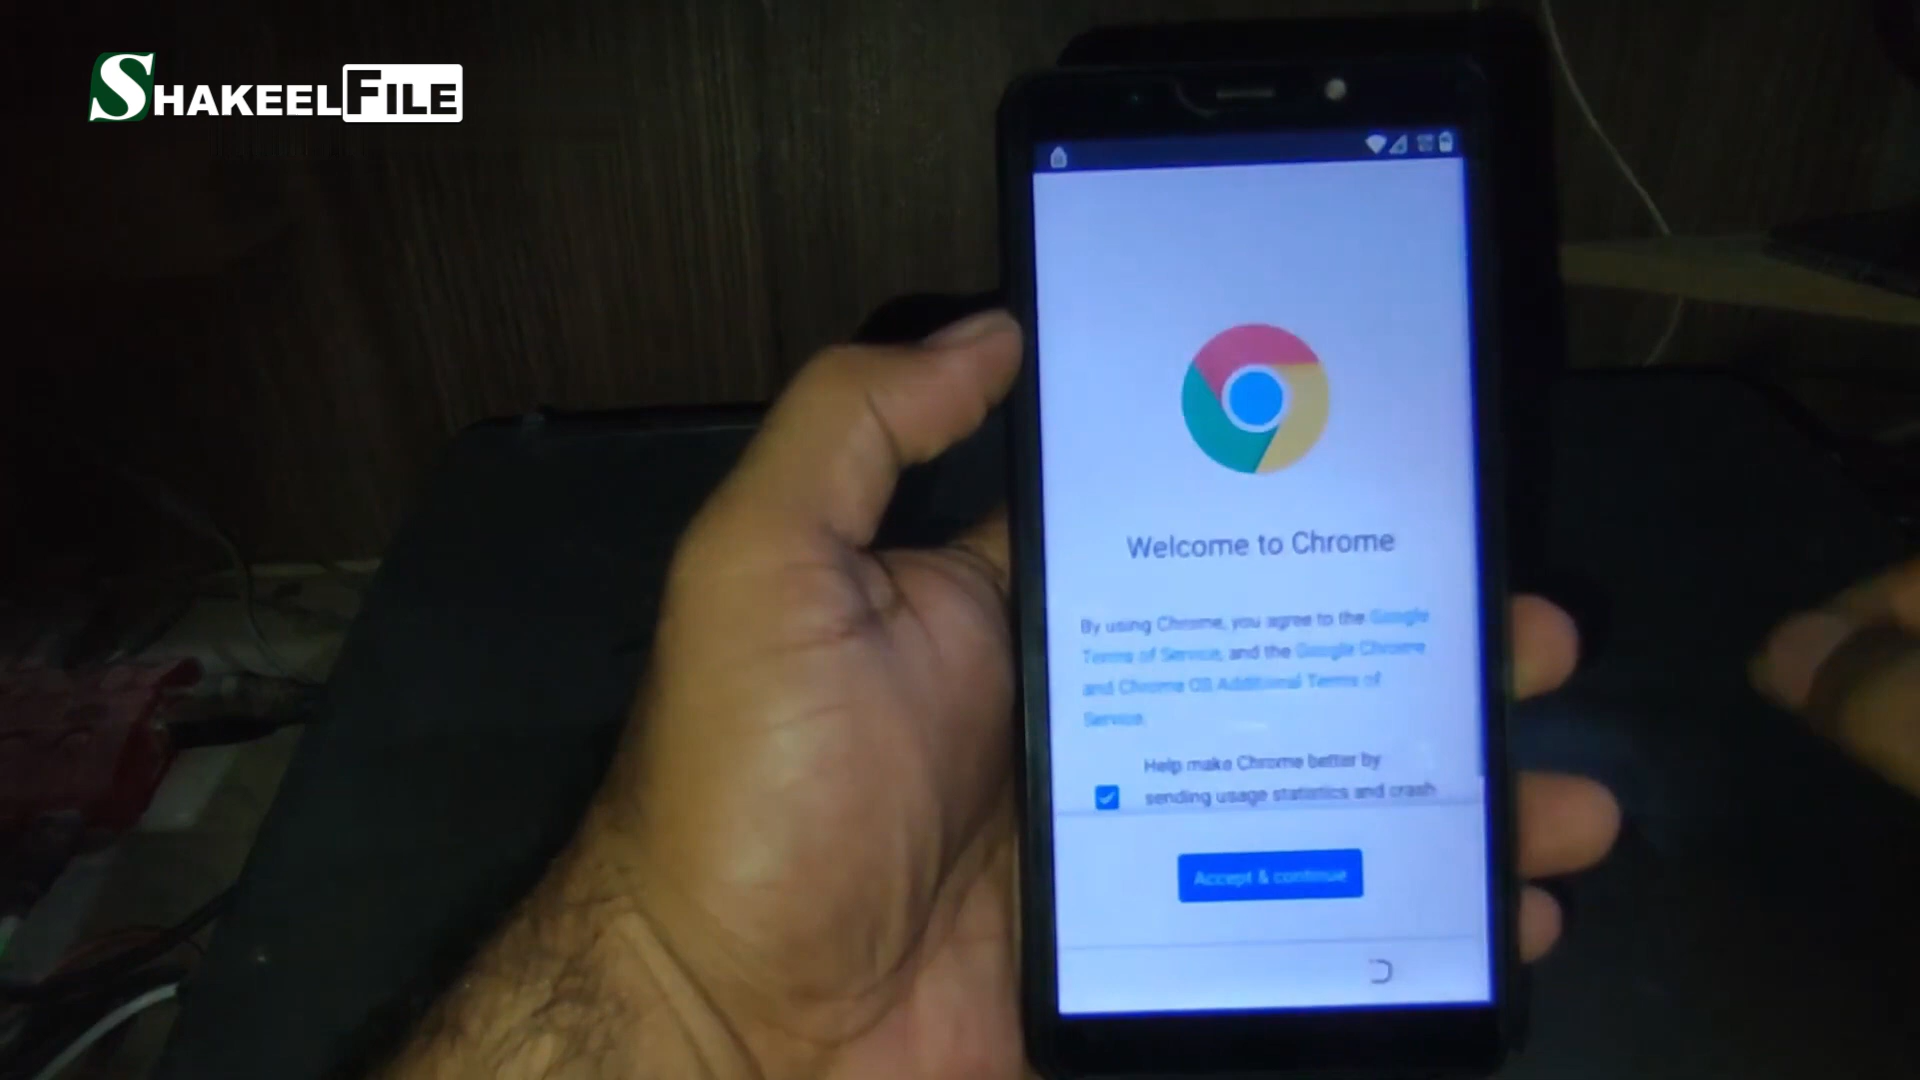 SHAKEELFILE
Welcome to Chrome
By using Chrome, you agree to the Google
Terms of Service, and the Google Chrome
and Chrome OS Additional Terms of
Service.
Help make Chrome better by
sending usage statistics and crash
Accept & continue